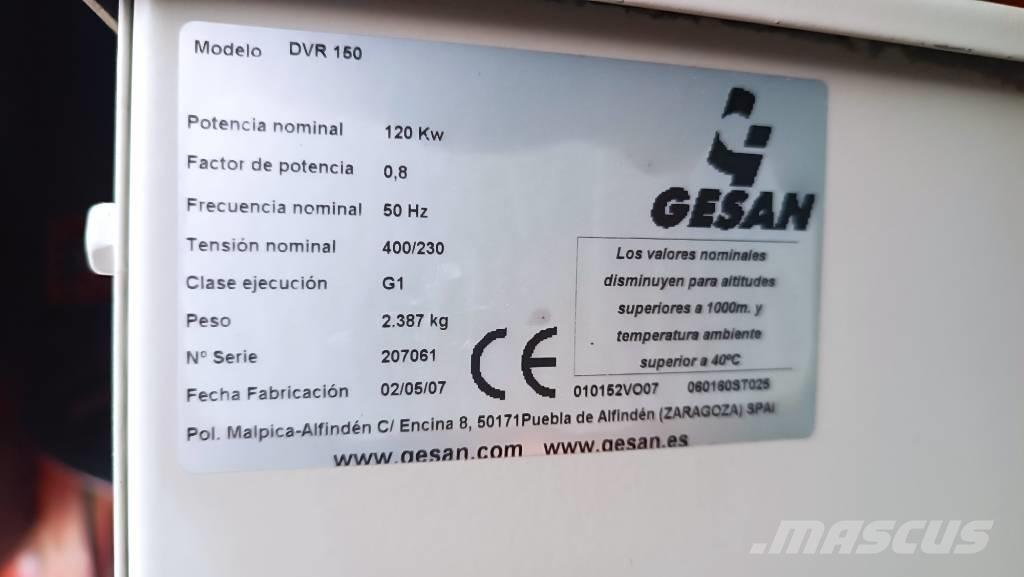 Modelo DVR 150
Potencia nominal 120 Kw
Factor de potencia 0,8
Frecuencia nominal 50 Hz
Tensión nominal 400/230
Clase ejecución G1
Peso 2.387 kg
Nº Serie 207061
Fecha Fabricación 02/05/07
GESAN
Los valores nominales
disminuyen para altitudes
superiores a 1000m. y
temperatura ambiente
superior a 40ºC
CE
010152VO07 060160ST025
Pol. Malpica-Alfindén C/ Encina 8, 50171Puebla de Alfindén (ZARAGOZA) SPAI
www.gesan.com www.gesan.es
MASCUS